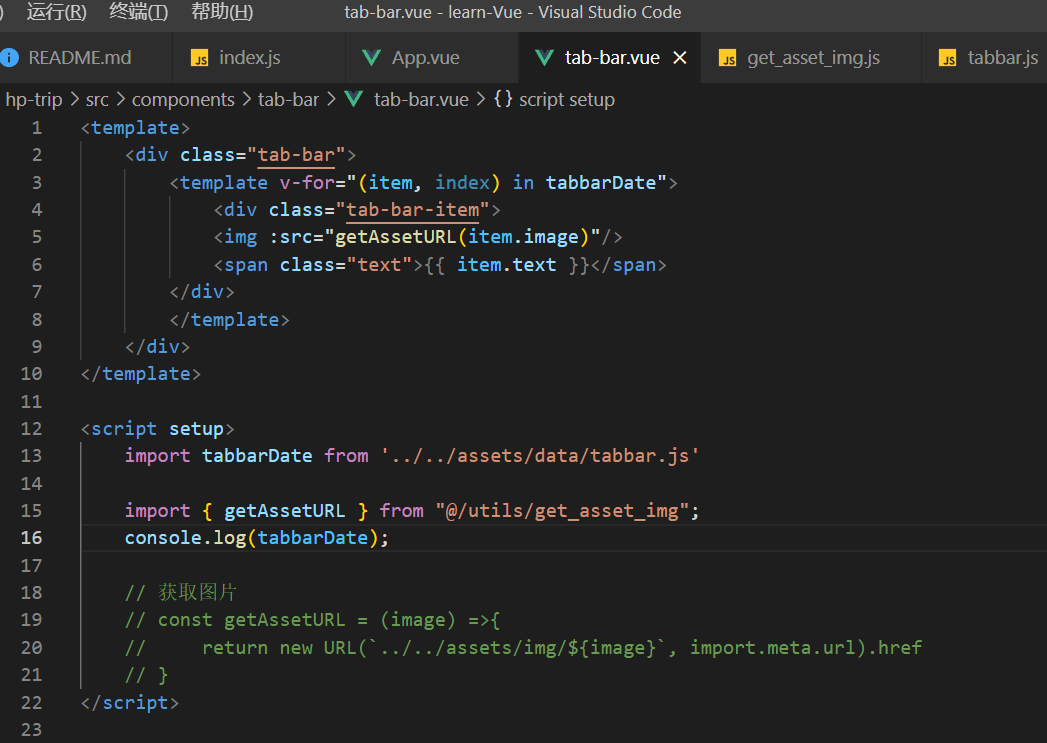 ) 运行(R) 终端(T) 帮助(H) tab-bar.vue - learn-Vue - Visual Studio Code
README.md JS index.js App.vue tab-bar.vue × JS get_asset_img.js JS tabbar.js
hp-trip > src > components > tab-bar > tab-bar.vue > {} script setup
1 <template>
2 <div class="tab-bar">
3 <template v-for="(item, index) in tabbarDate">
4 <div class="tab-bar-item">
5 <img :src="getAssetURL(item.image)"/>
6 <span class="text">{{ item.text }}</span>
7 </div>
8 </template>
9 </div>
10 </template>
11
12 <script setup>
13 import tabbarDate from '../../assets/data/tabbar.js'
14
15 import { getAssetURL } from "@/utils/get_asset_img";
16 console.log(tabbarDate);
17
18 // 获取图片
19 // const getAssetURL = (image) =>{
20 // return new URL(`../../assets/img/${image}`, import.meta.url).href
21 // }
22 </script>
23